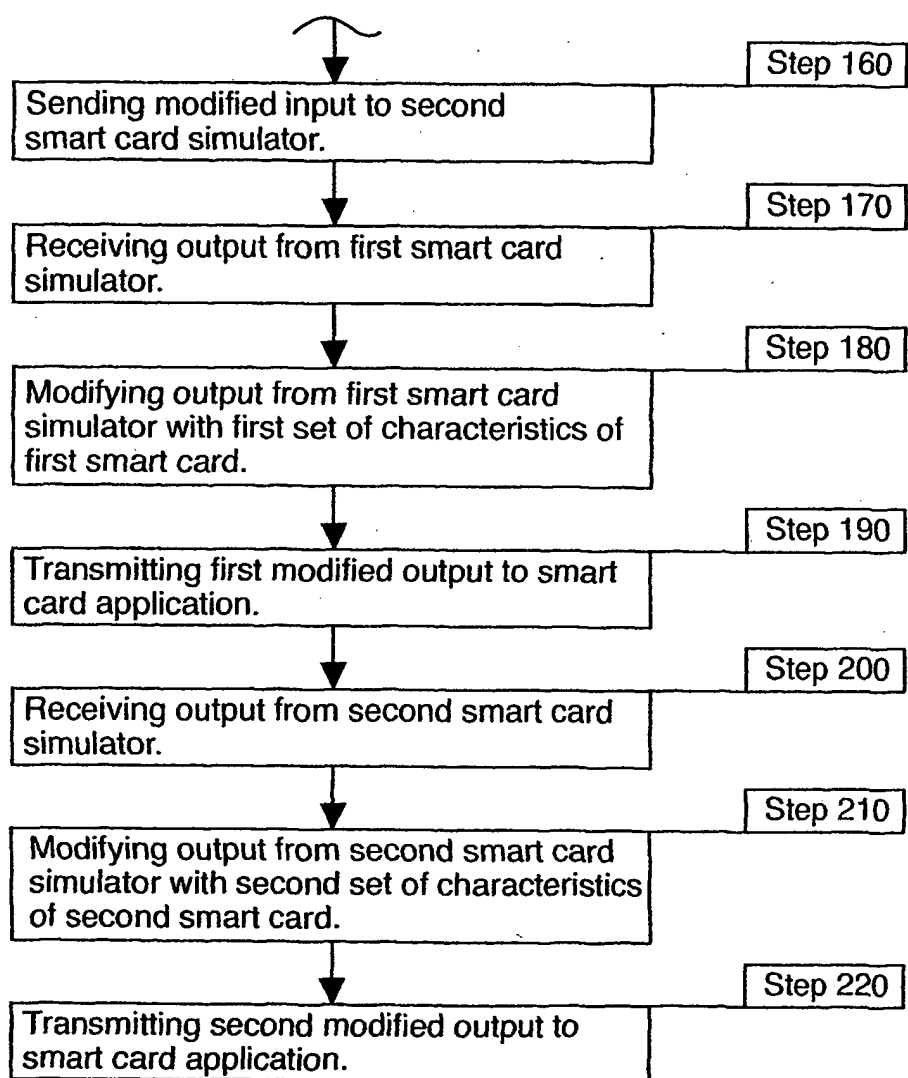 Step 160
Sending modified input to second
smart card simulator.
Step 170
Receiving output from first smart card
simulator.
Step 180
Modifying output from first smart card
simulator with first set of characteristics of
first smart card.
Step 190
Transmitting first modified output to smart
card application.
Step 200
Receiving output from second smart card
simulator.
Step 210
Modifying output from second smart card
simulator with second set of characteristics
of second smart card.
Step 220
Transmitting second modified output to
smart card application.